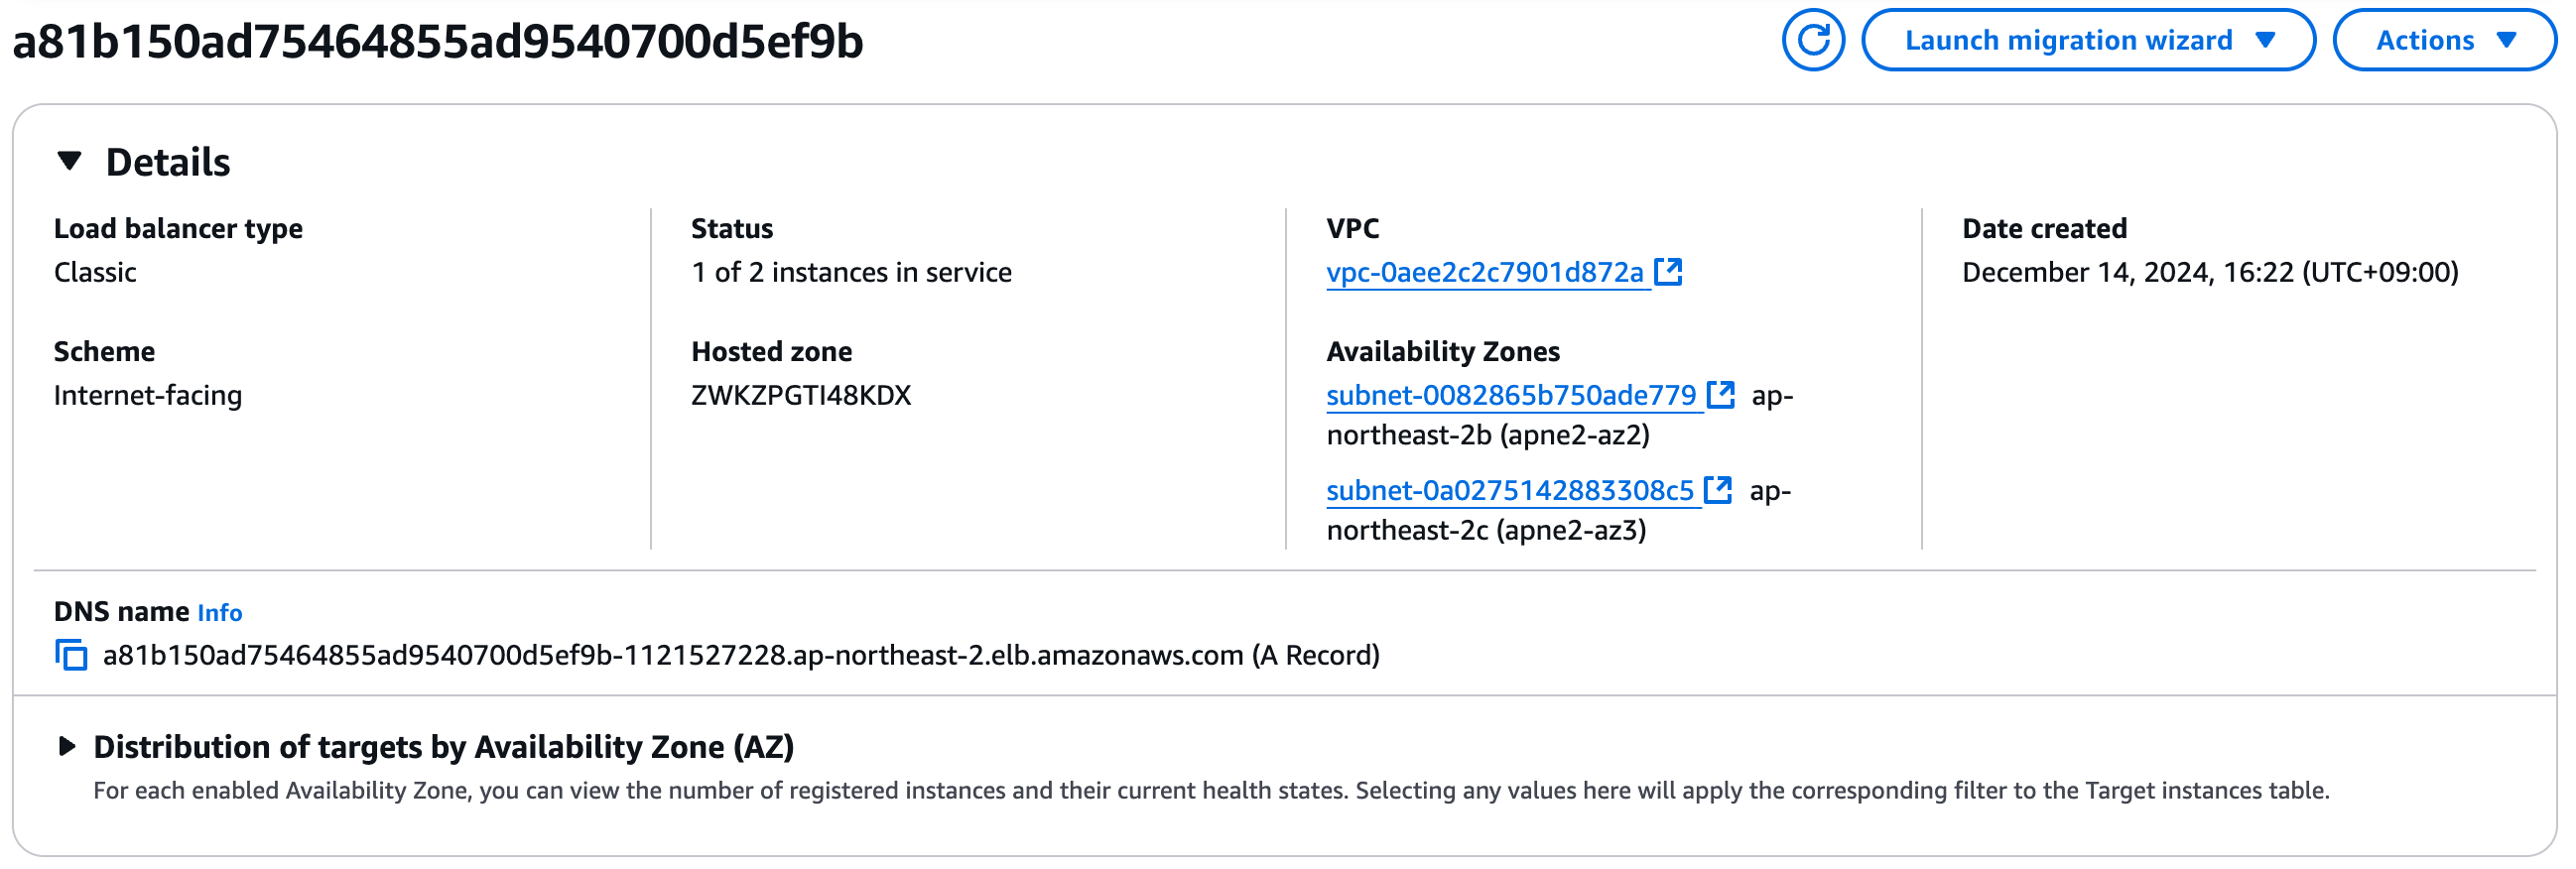 a81b150ad75464855ad9540700d5ef9b
Launch migration wizard
Actions
Details
Load balancer type
Classic
Scheme
Internet-facing
Status
1 of 2 instances in service
Hosted zone
ZWKZPGTI48KDX
VPC
vpc-0aee2c2c7901d872a
Availability Zones
subnet-0082865b750ade779 ap-
northeast-2b (apne2-az2)
subnet-0a0275142883308c5 ap-
northeast-2c (apne2-az3)
Date created
December 14, 2024, 16:22 (UTC+09:00)
DNS name Info
a81b150ad75464855ad9540700d5ef9b-1121527228.ap-northeast-2.elb.amazonaws.com (A Record)
Distribution of targets by Availability Zone (AZ)
For each enabled Availability Zone, you can view the number of registered instances and their current health states. Selecting any values here will apply the corresponding filter to the Target instances table.